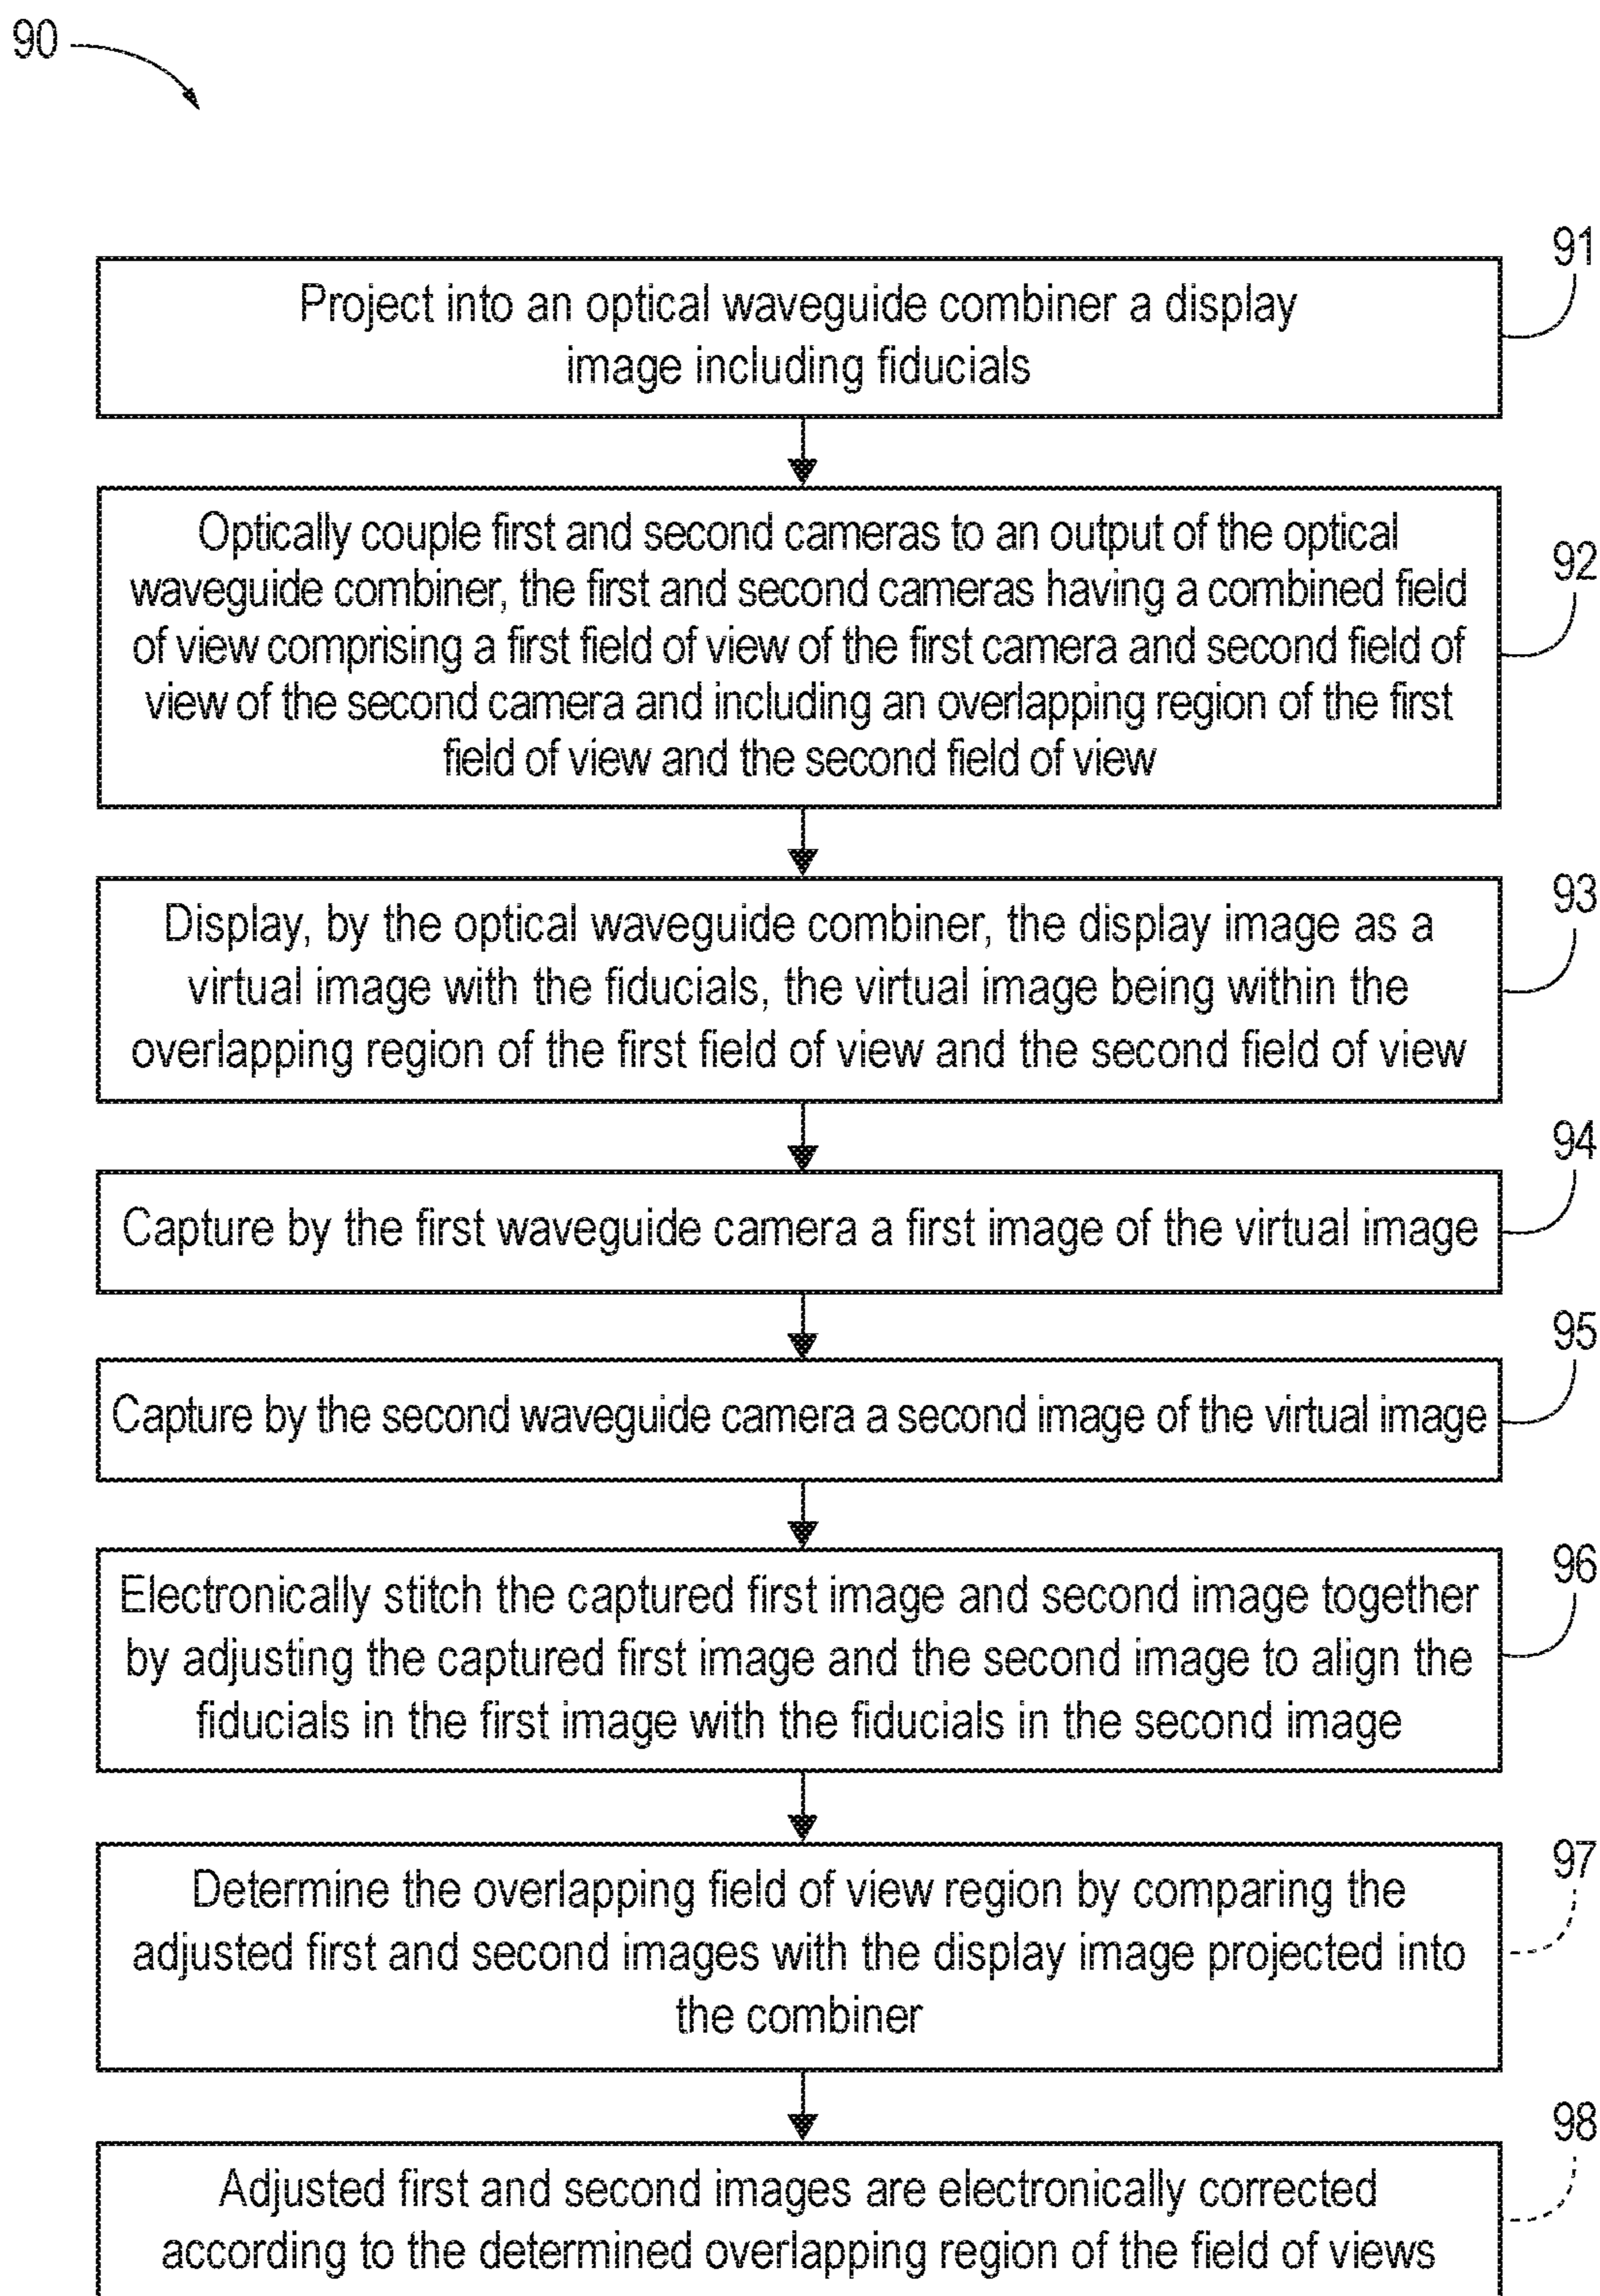 90
91
Project into an optical waveguide combiner a display
image including fiducials
92
Optically couple first and second cameras to an output of the optical
waveguide combiner, the first and second cameras having a combined field
of view comprising a first field of view of the first camera and second field of
view of the second camera and including an overlapping region of the first
field of view and the second field of view
93
Display, by the optical waveguide combiner, the display image as a
virtual image with the fiducials, the virtual image being within the
overlapping region of the first field of view and the second field of view
94
Capture by the first waveguide camera a first image of the virtual image
95
Capture by the second waveguide camera a second image of the virtual image
96
Electronically stitch the captured first image and second image together
by adjusting the captured first image and the second image to align the
fiducials in the first image with the fiducials in the second image
97
Determine the overlapping field of view region by comparing the
adjusted first and second images with the display image projected into
the combiner
98
Adjusted first and second images are electronically corrected
according to the determined overlapping region of the field of views